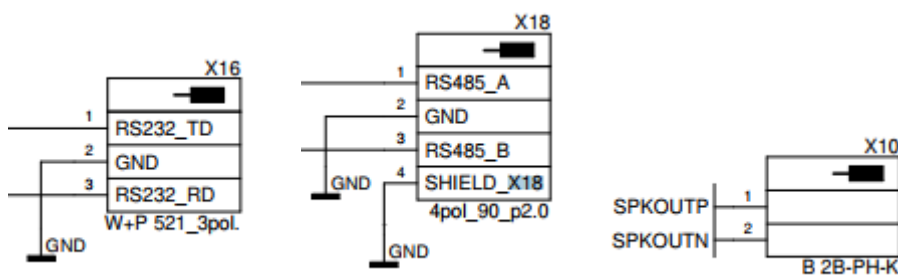 X16
1 RS232_TD
2 GND
3 RS232_RD
W+P 521_3pol.
GND
X18
1 RS485_A
2 GND
3 RS485_B
4 SHIELD_X18
4pol_90_p2.0
GND
GND
X10
SPKOUTP 1
SPKOUTN 2
B 2B-PH-K